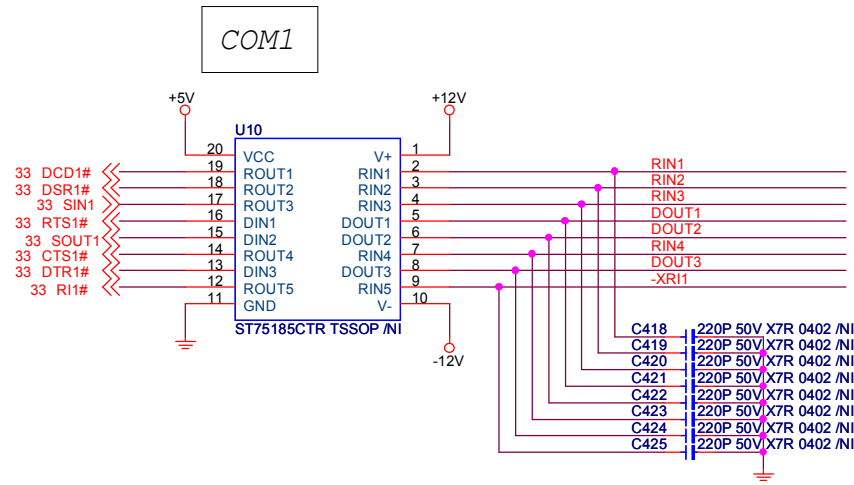 COM1
+5V
+12V
U10
20 VCC V+ 1
33 DCD1# 19 ROUT1 RIN1 2 RIN1
33 DSR1# 18 ROUT2 RIN2 3 RIN2
33 SIN1 17 ROUT3 RIN3 4 RIN3
33 RTS1# 16 DIN1 DOUT1 5 DOUT1
33 SOUT1 15 DIN2 DOUT2 6 DOUT2
33 CTS1# 14 ROUT4 RIN4 7 RIN4
33 DTR1# 13 DIN3 DOUT3 8 DOUT3
33 RI1# 12 ROUT5 RIN5 9 -XRI1
11 GND V- 10
ST75185CTR TSSOP /NI
-12V
C418 220P 50V X7R 0402 /NI
C419 220P 50V X7R 0402 /NI
C420 220P 50V X7R 0402 /NI
C421 220P 50V X7R 0402 /NI
C422 220P 50V X7R 0402 /NI
C423 220P 50V X7R 0402 /NI
C424 220P 50V X7R 0402 /NI
C425 220P 50V X7R 0402 /NI